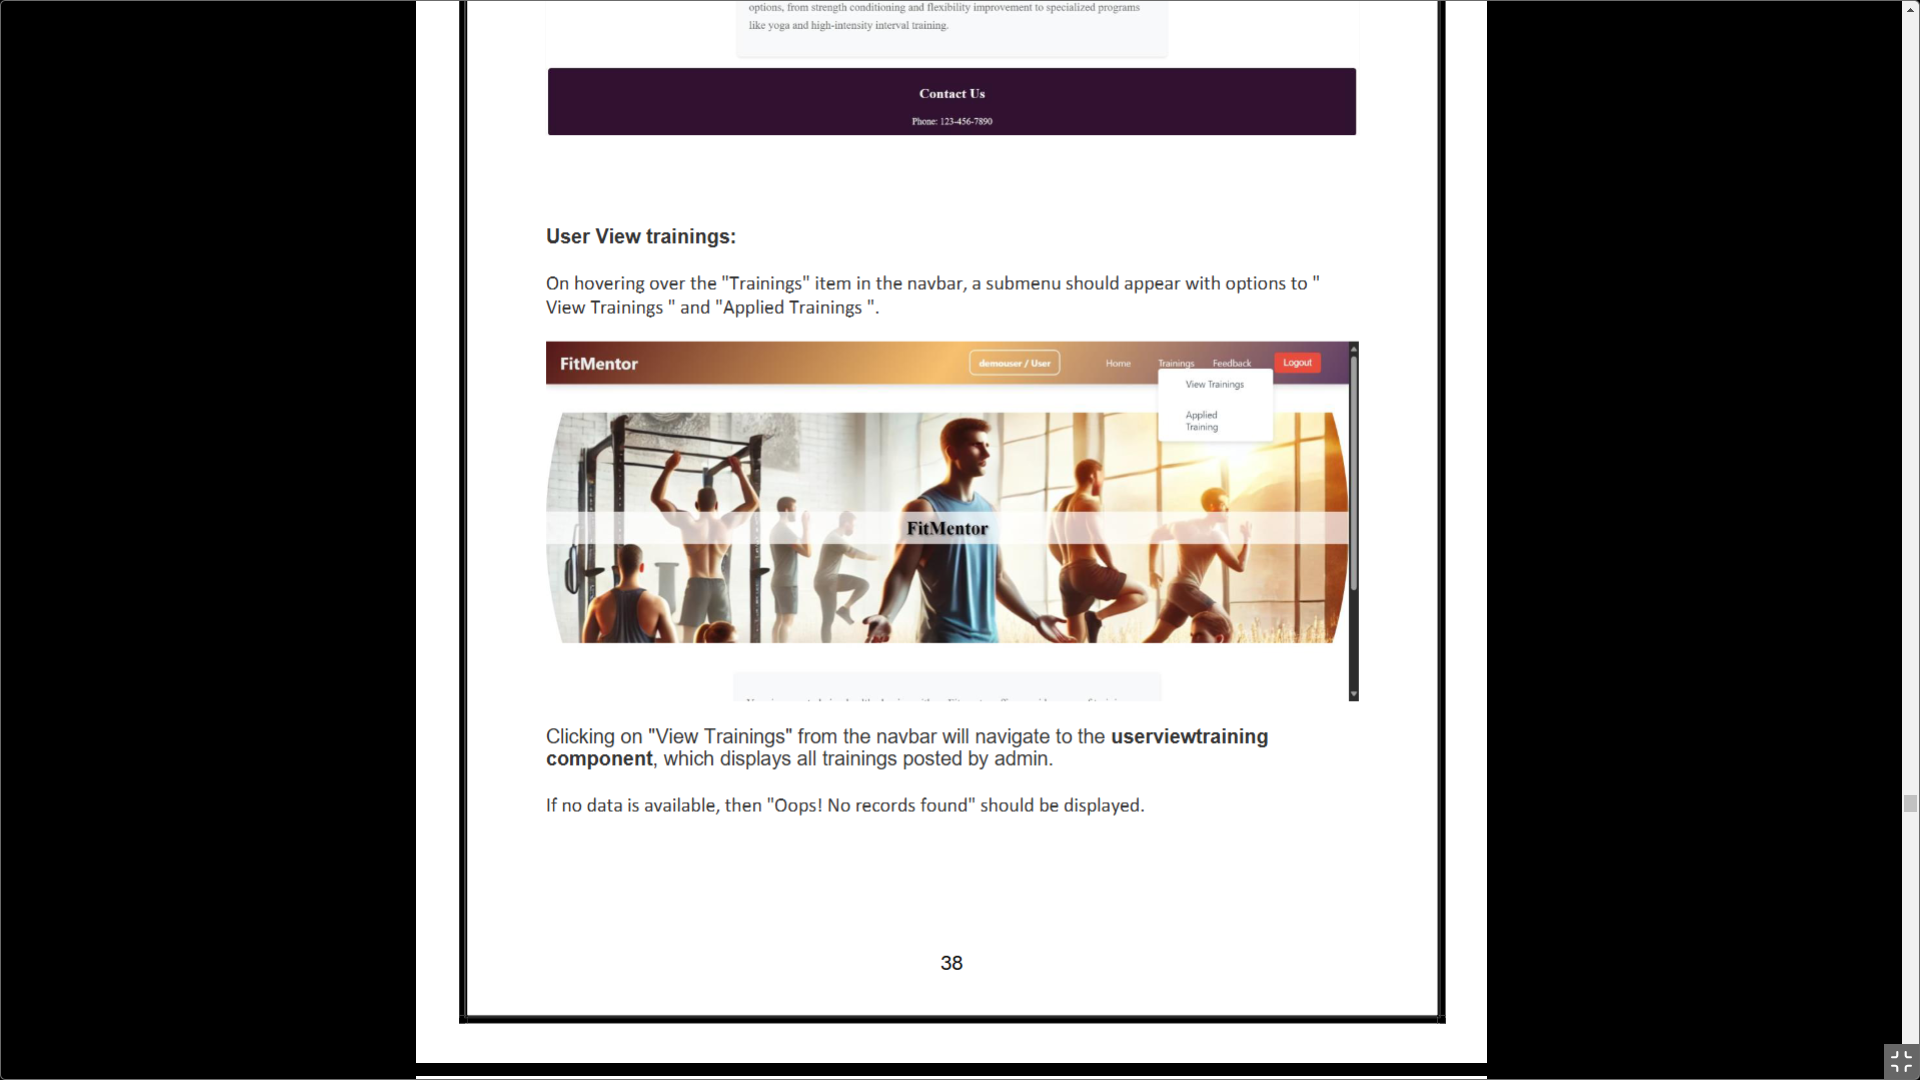 options, from strength conditioning and flexibility improvement to specialized programs
like yoga and high-intensity interval training.
Contact Us
Phone: 123-456-7890
User View trainings:
On hovering over the "Trainings" item in the navbar, a submenu should appear with options to "
View Trainings " and "Applied Trainings ".
FitMentor
demouser / User
Home
Trainings
Feedback
Logout
View Trainings
Applied
Training
FitMentor
Clicking on "View Trainings" from the navbar will navigate to the userviewtraining
component, which displays all trainings posted by admin.
If no data is available, then "Oops! No records found" should be displayed.
38